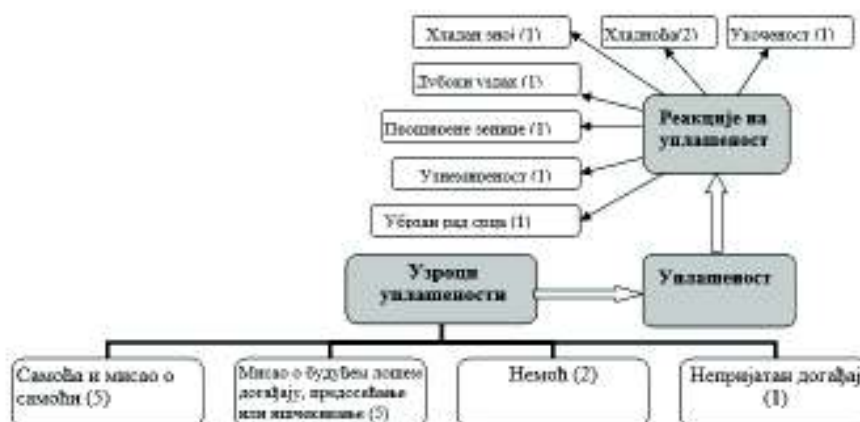 Хладан зној (1)
Хладноћа(2)
Укоченост (1)
Дубоки уздах (1)
Реакције на
уплашеност
Проширене зенице (1)
Узнемиреност (1)
Убрзан рад срца (1)
Узроци
уплашености
Уплашеност
Самоћа и мисао о
самоћи (5)
Мисао о будућем лошем
догађају, предосећање
или ишчекивање (5)
Немоћ (2)
Непријатан догађај
(1)